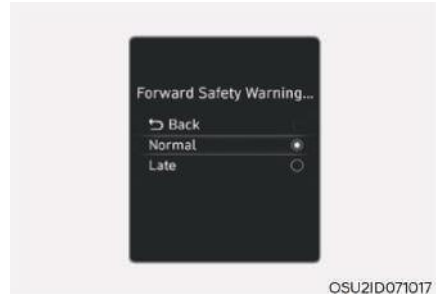 Forward Safety Warning...
Back
Normal
Late
OSU2ID071017